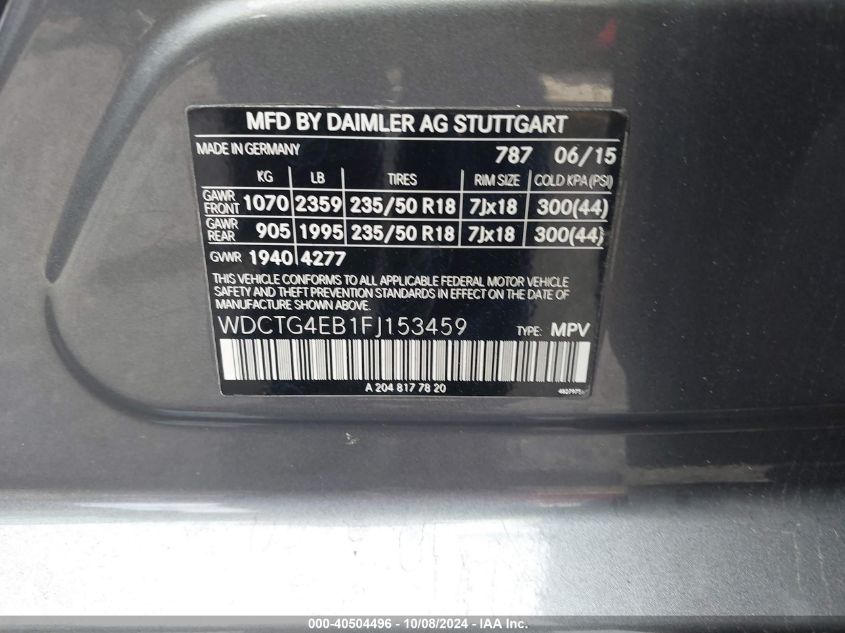 MFD BY DAIMLER AG STUTTGART
MADE IN GERMANY 787 06/15
KG LB TIRES RIM SIZE COLD KPA (PSI)
GAWR FRONT 1070 2359 235/50 R18 7Jx18 300(44)
GAWR REAR 905 1995 235/50 R18 7Jx18 300(44)
GVWR 1940 4277
THIS VEHICLE CONFORMS TO ALL APPLICABLE FEDERAL MOTOR VEHICLE
SAFETY AND THEFT PREVENTION STANDARDS IN EFFECT ON THE DATE OF
MANUFACTURE SHOWN ABOVE.
WDCTG4EB1FJ153459 TYPE: MPV
A 204 817 78 20
000-40504496 - 10/08/2024 - IAA Inc.